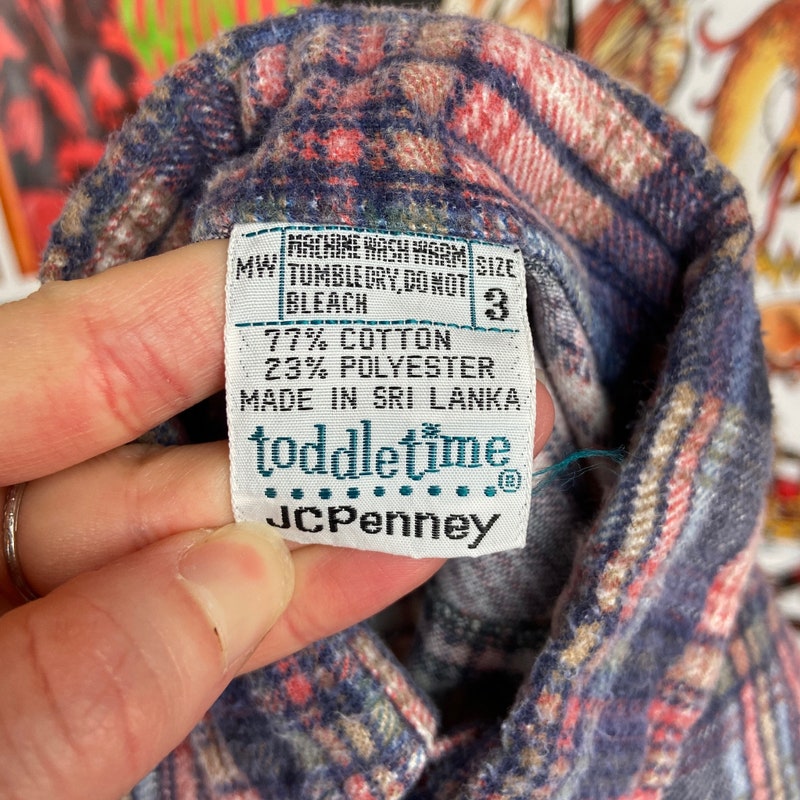 MW
MACHINE WASH WARM
TUMBLE DRY, DO NOT
BLEACH
SIZE
3
77% COTTON
23% POLYESTER
MADE IN SRI LANKA
toddletime®
JCPenney